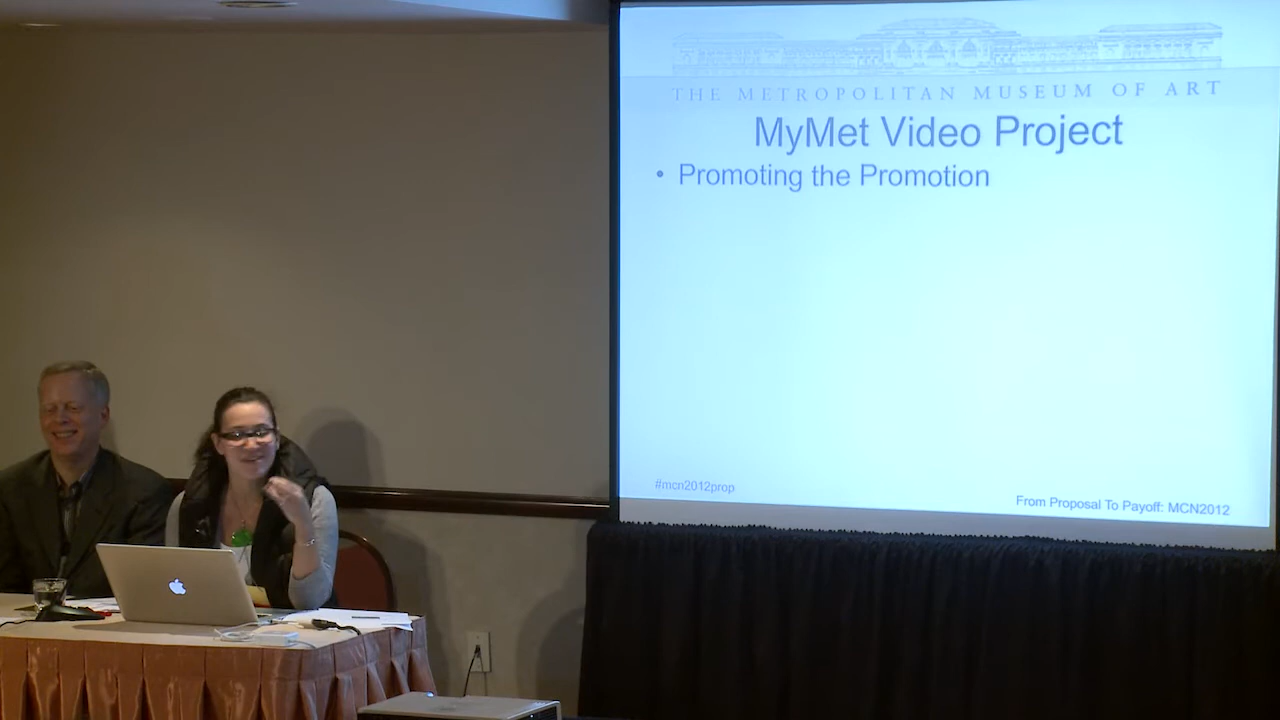 THE METROPOLITAN MUSEUM OF ART
MyMet Video Project
• Promoting the Promotion
#mcn2012prop
From Proposal To Payoff: MCN2012